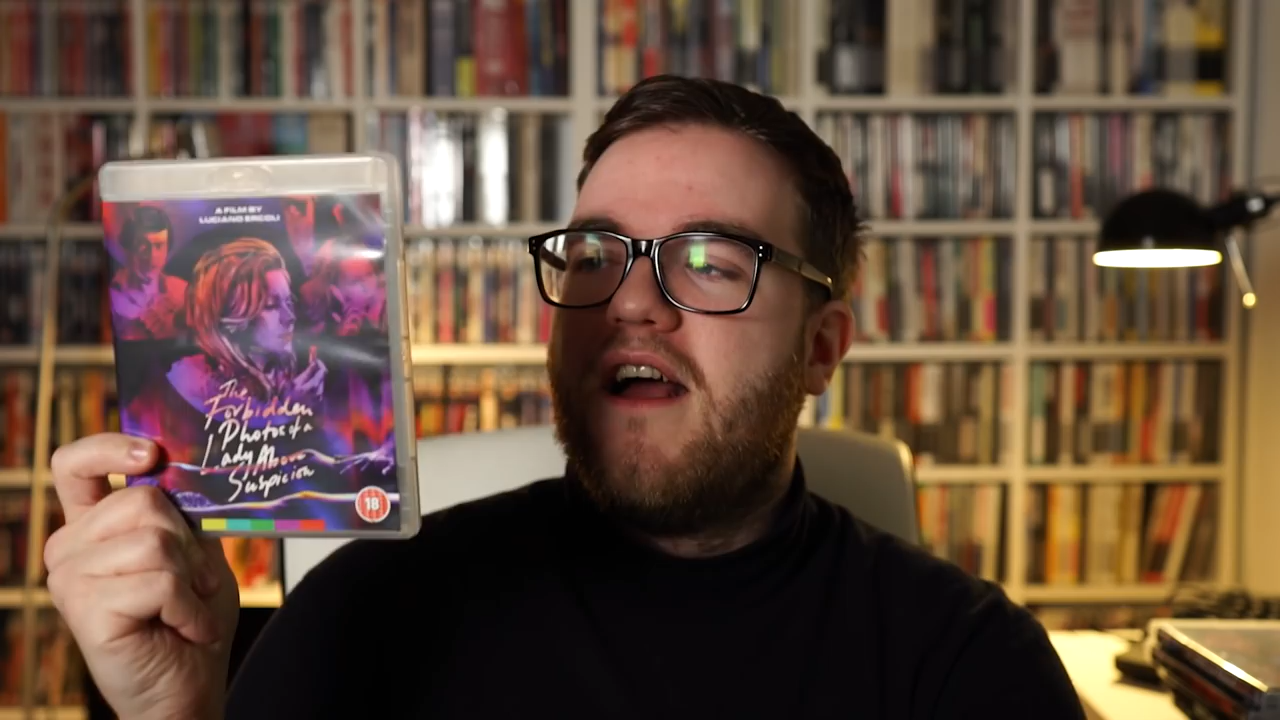 A FILM BY
LUCIANO ERCOLI
The
Forbidden
Photos of a
Lady Above
Suspicion
18